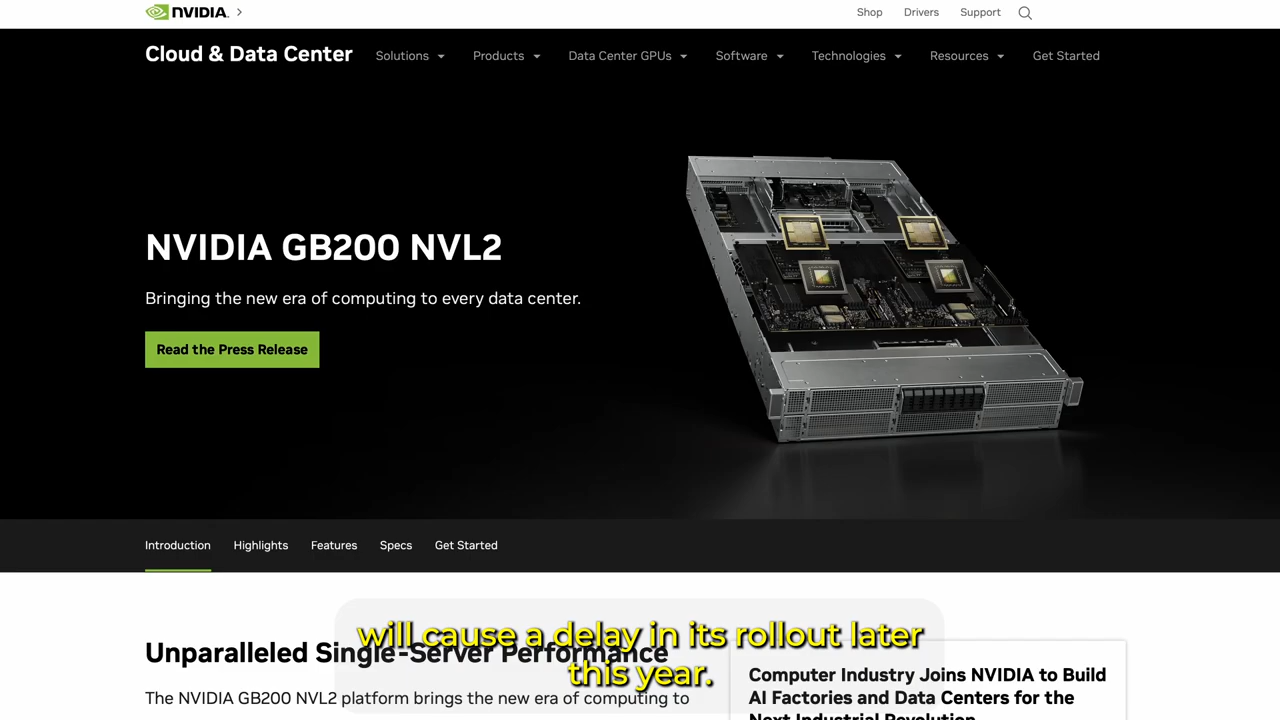 NVIDIA.
Shop Drivers Support
Cloud & Data Center Solutions Products Data Center GPUs Software Technologies Resources Get Started
NVIDIA GB200 NVL2
Bringing the new era of computing to every data center.
Read the Press Release
Introduction Highlights Features Specs Get Started
will cause a delay in its rollout later
this year.
Unparalleled Single-Server Performance
The NVIDIA GB200 NVL2 platform brings the new era of computing to
Computer Industry Joins NVIDIA to Build
AI Factories and Data Centers for the
Next Industrial Revolution